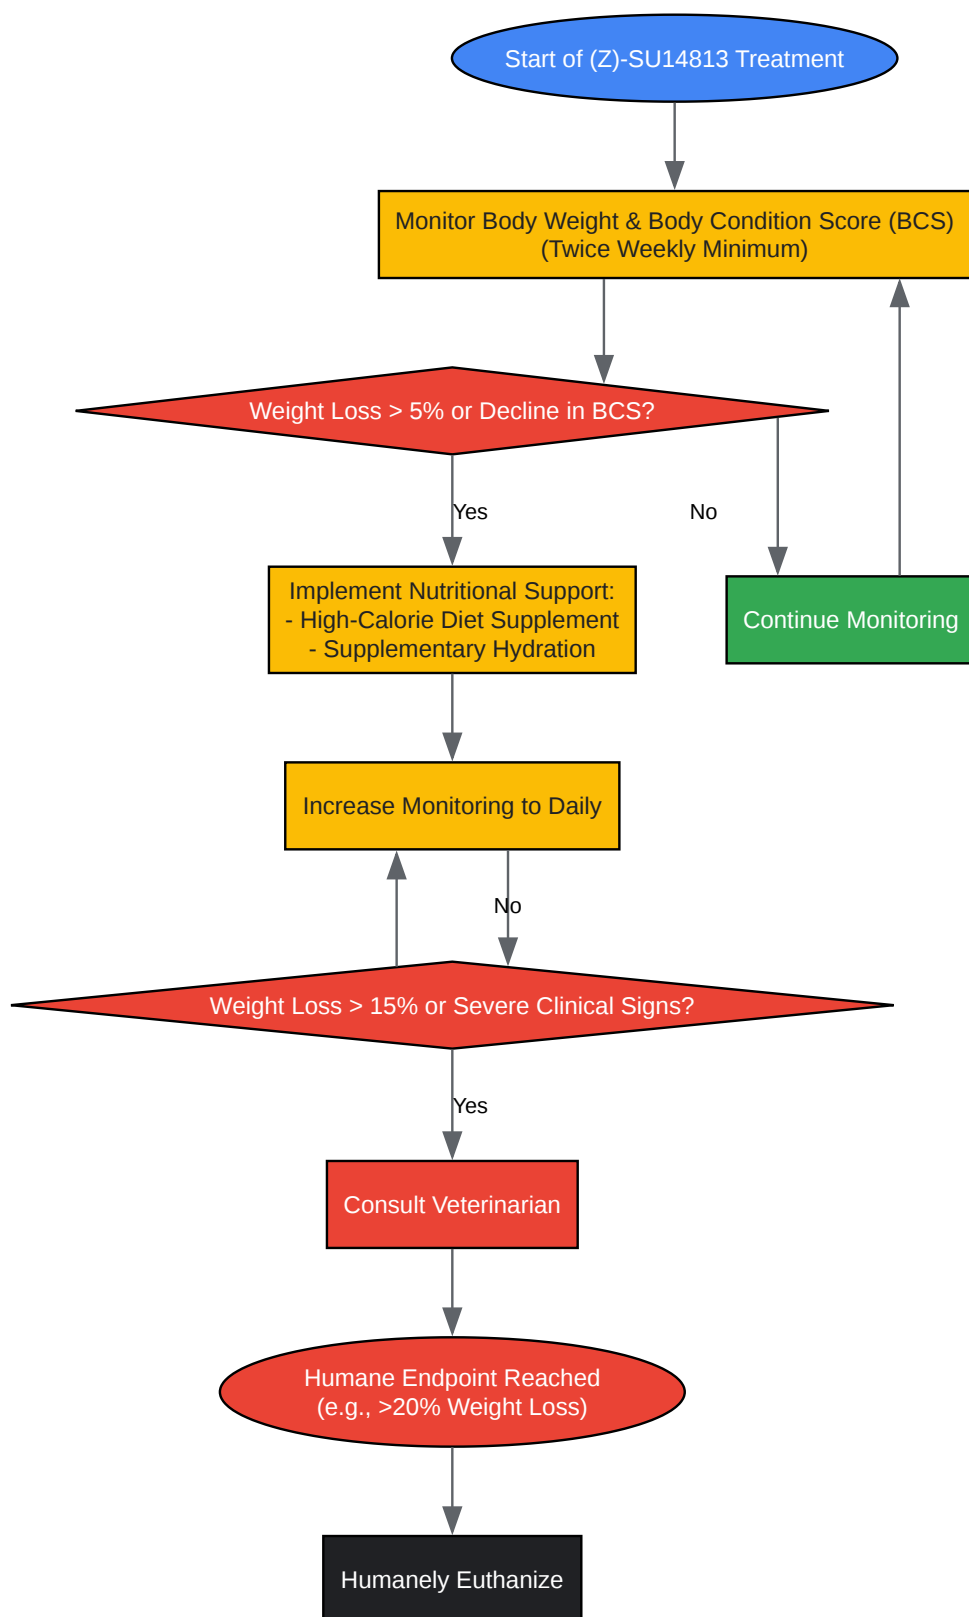 Start of (Z)-SU14813 Treatment
Monitor Body Weight & Body Condition Score (BCS)
(Twice Weekly Minimum)
Weight Loss > 5% or Decline in BCS?
Yes
No
Implement Nutritional Support:
- High-Calorie Diet Supplement
- Supplementary Hydration
Continue Monitoring
Increase Monitoring to Daily
No
Weight Loss > 15% or Severe Clinical Signs?
Yes
Consult Veterinarian
Humane Endpoint Reached
(e.g., >20% Weight Loss)
Humanely Euthanize